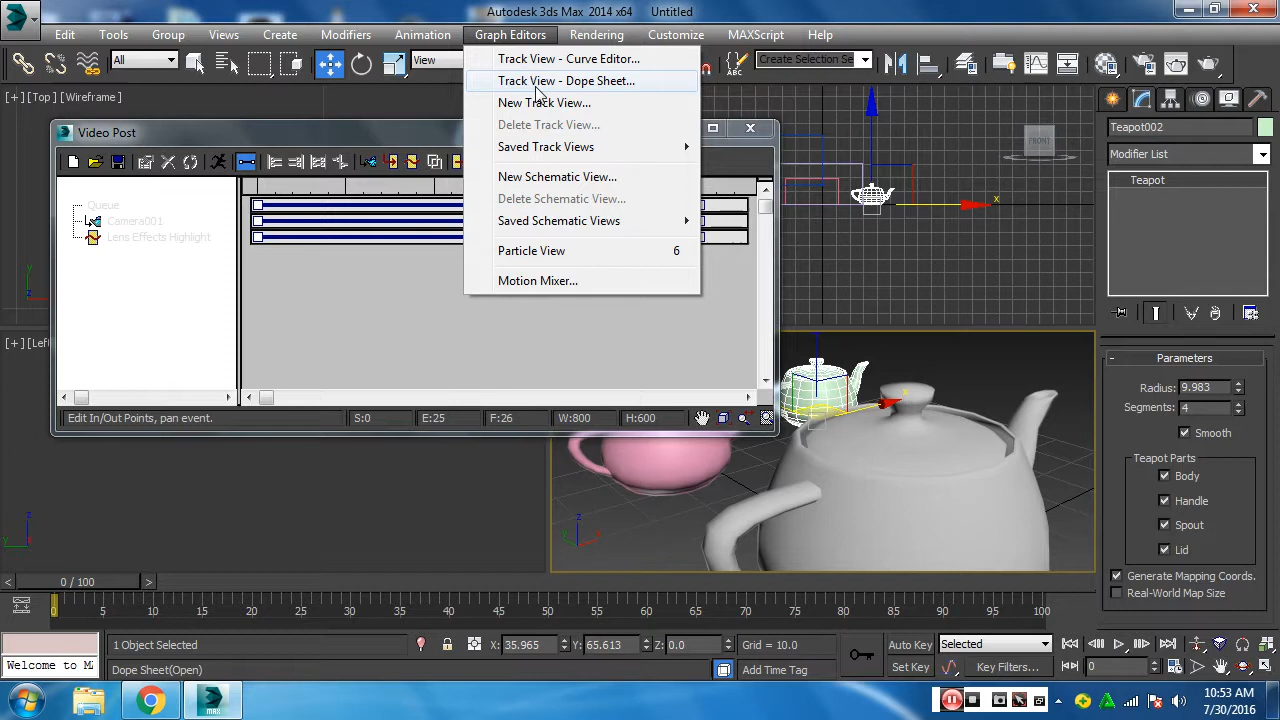 Autodesk 3ds Max 2014 x64 Untitled
Edit Tools Group Views Create Modifiers Animation Graph Editors Rendering Customize MAXScript Help
All
View
Create Selection Se
Track View - Curve Editor...
Track View - Dope Sheet...
New Track View...
Delete Track View...
Saved Track Views
New Schematic View...
Delete Schematic View...
Saved Schematic Views
Particle View 6
Motion Mixer...
[+] [Top] [Wireframe]
Video Post
Queue
Camera001
Lens Effects Highlight
Edit In/Out Points, pan event.
S:0
E:25
F:26
W:800
H:600
x
y
[+] [Left
z
y
z
x
x
Teapot002
Modifier List
Teapot
Parameters
Radius: 9.983
Segments: 4
Smooth
Teapot Parts
Body
Handle
Spout
Lid
Generate Mapping Coords.
Real-World Map Size
< 0 / 100 >
0 5 10 15 20 25 30 35 40 45 50 55 60 65 70 75 80 85 90 95 100
1 Object Selected
X: 35.965
Y: 65.613
Z: 0.0
Grid = 10.0
Auto Key
Selected
Welcome to MA
Dope Sheet(Open)
Add Time Tag
Set Key
Key Filters...
0
MAX
10:53 AM
7/30/2016